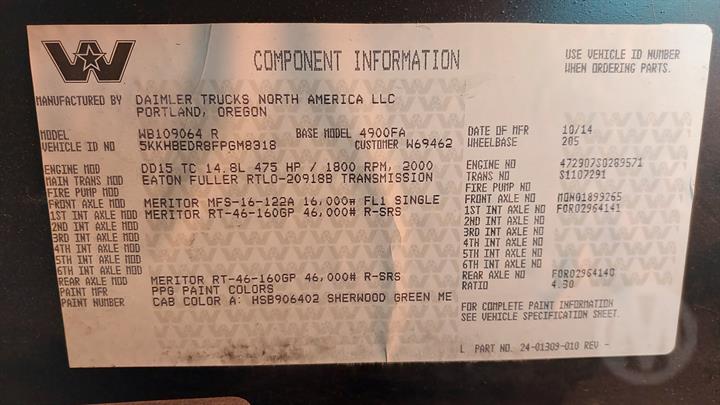 COMPONENT INFORMATION
USE VEHICLE ID NUMBER
WHEN ORDERING PARTS.
MANUFACTURED BY DAIMLER TRUCKS NORTH AMERICA LLC
PORTLAND, OREGON
MODEL WB109064 R BASE MODEL 4900FA DATE OF MFR 10/14
VEHICLE ID NO 5KKHBEDR8FPGM8318 CUSTOMER W69462 WHEELBASE 205
ENGINE MOD DD15 TC 14.8L 475 HP / 1800 RPM, 2000 ENGINE NO 472907S0289571
MAIN TRANS MOD EATON FULLER RTLO-20918B TRANSMISSION TRANS NO S1107291
FIRE PUMP MOD FIRE PUMP NO
FRONT AXLE MOD MERITOR MFS-16-122A 16,000# FL1 SINGLE FRONT AXLE NO MON01899265
1ST INT AXLE MOD MERITOR RT-46-160GP 46,000# R-SRS 1ST INT AXLE NO FOR02964141
2ND INT AXLE MOD 2ND INT AXLE NO
3RD INT AXLE MOD 3RD INT AXLE NO
4TH INT AXLE MOD 4TH INT AXLE NO
5TH INT AXLE MOD 5TH INT AXLE NO
6TH INT AXLE MOD 6TH INT AXLE NO
REAR AXLE MOD MERITOR RT-46-160GP 46,000# R-SRS REAR AXLE NO FOR02964140
PAINT MFR PPG PAINT COLORS RATIO 4.30
PAINT NUMBER CAB COLOR A: HSB906402 SHERWOOD GREEN ME
FOR COMPLETE PAINT INFORMATION
SEE VEHICLE SPECIFICATION SHEET.
L PART NO. 24-01309-010 REV -